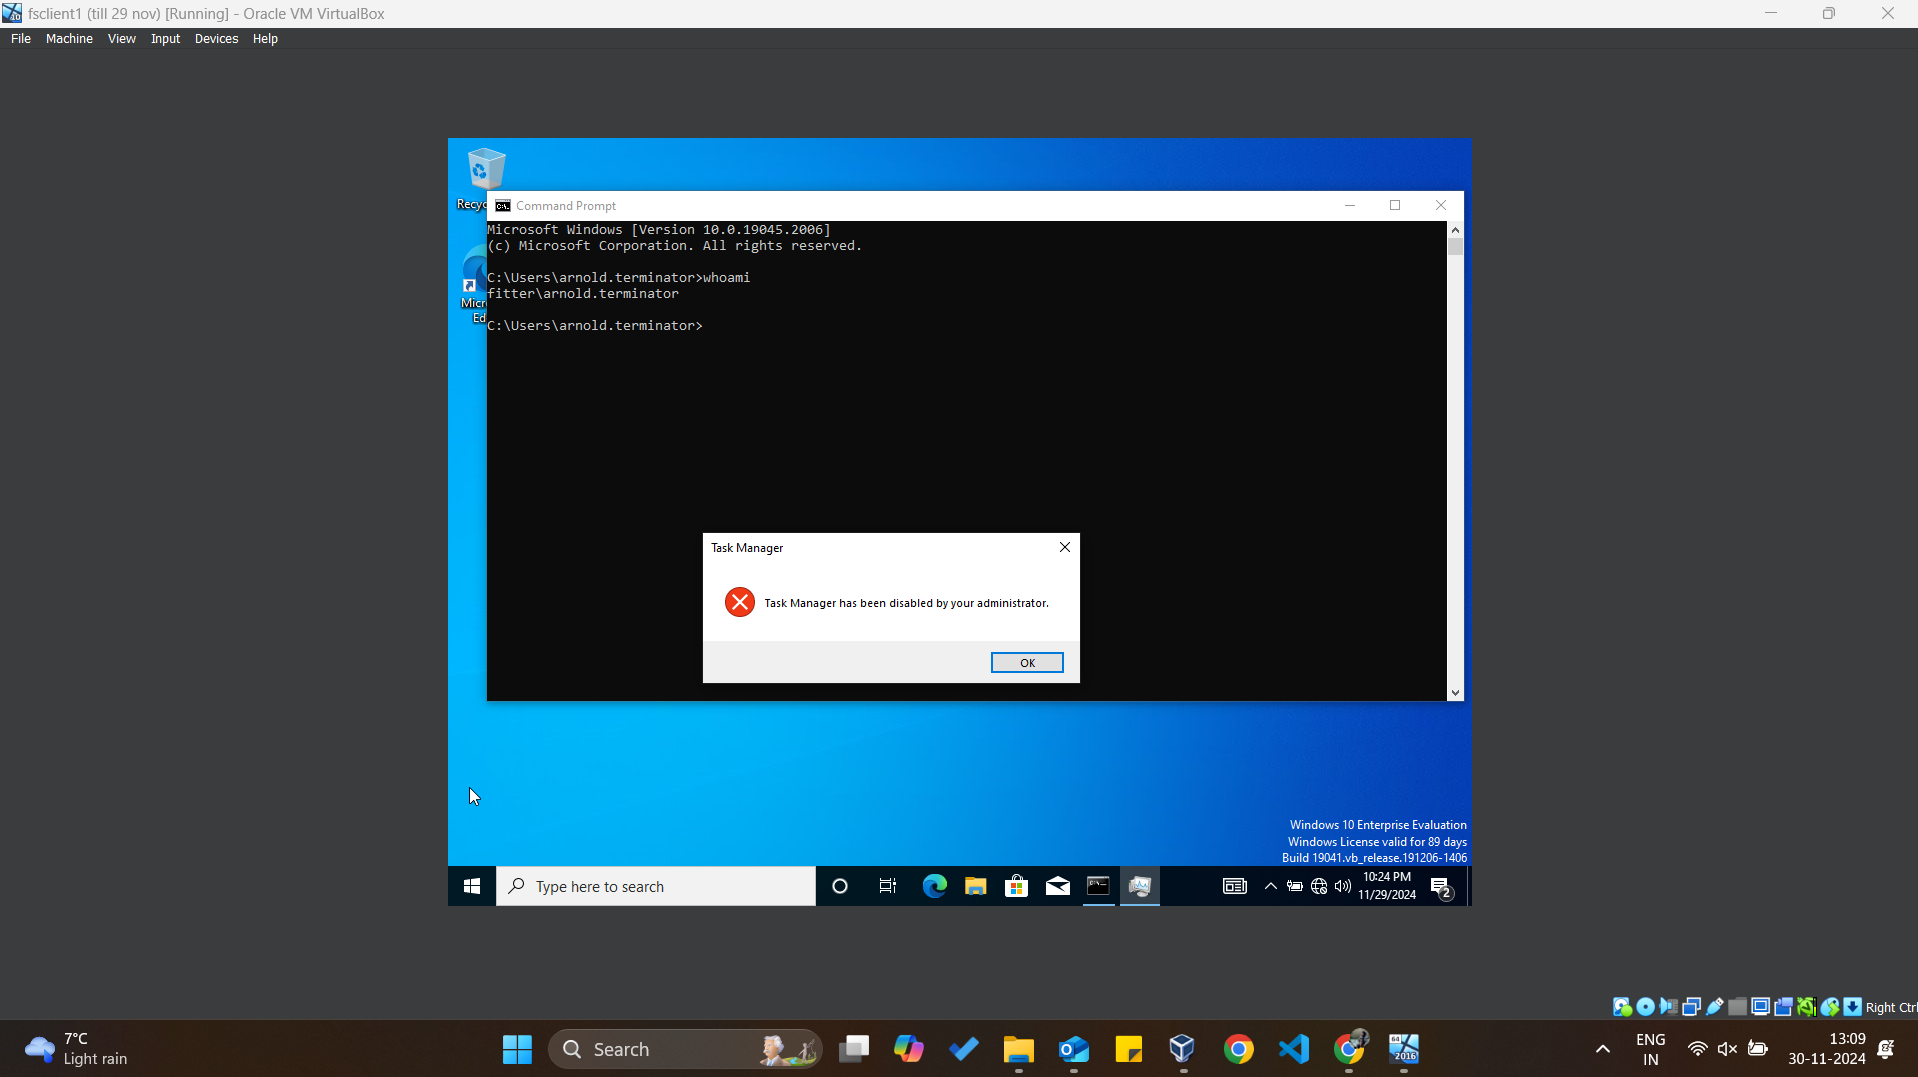 fsclient1 (till 29 nov) [Running] - Oracle VM VirtualBox
File Machine View Input Devices Help
Command Prompt
Microsoft Windows [Version 10.0.19045.2006]
(c) Microsoft Corporation. All rights reserved.
C:\Users\arnold.terminator>whoami
fitter\arnold.terminator
C:\Users\arnold.terminator>
Recyc
Micr
Ed
Task Manager
Task Manager has been disabled by your administrator.
OK
Windows 10 Enterprise Evaluation
Windows License valid for 89 days
Build 19041.vb_release.191206-1406
Type here to search
10:24 PM
11/29/2024
2
Right Ctrl
7°C
Light rain
Search
64
2016
ENG
IN
13:09
30-11-2024